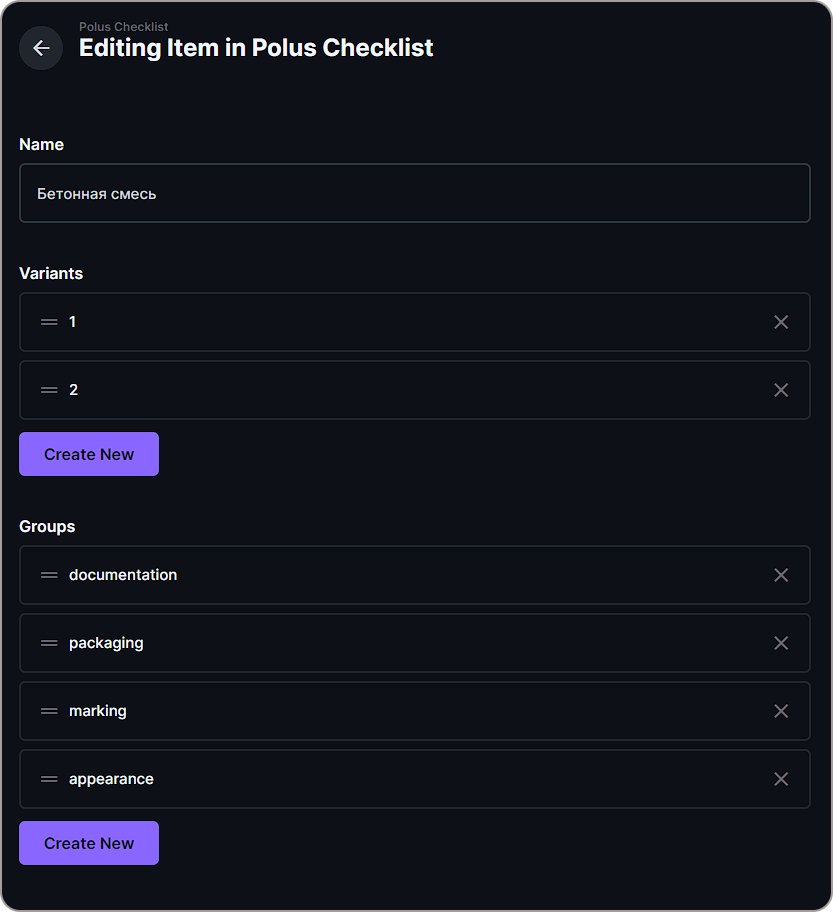 Polus Checklist
Editing Item in Polus Checklist
Name
Бетонная смесь
Variants
1
2
Create New
Groups
documentation
packaging
marking
appearance
Create New